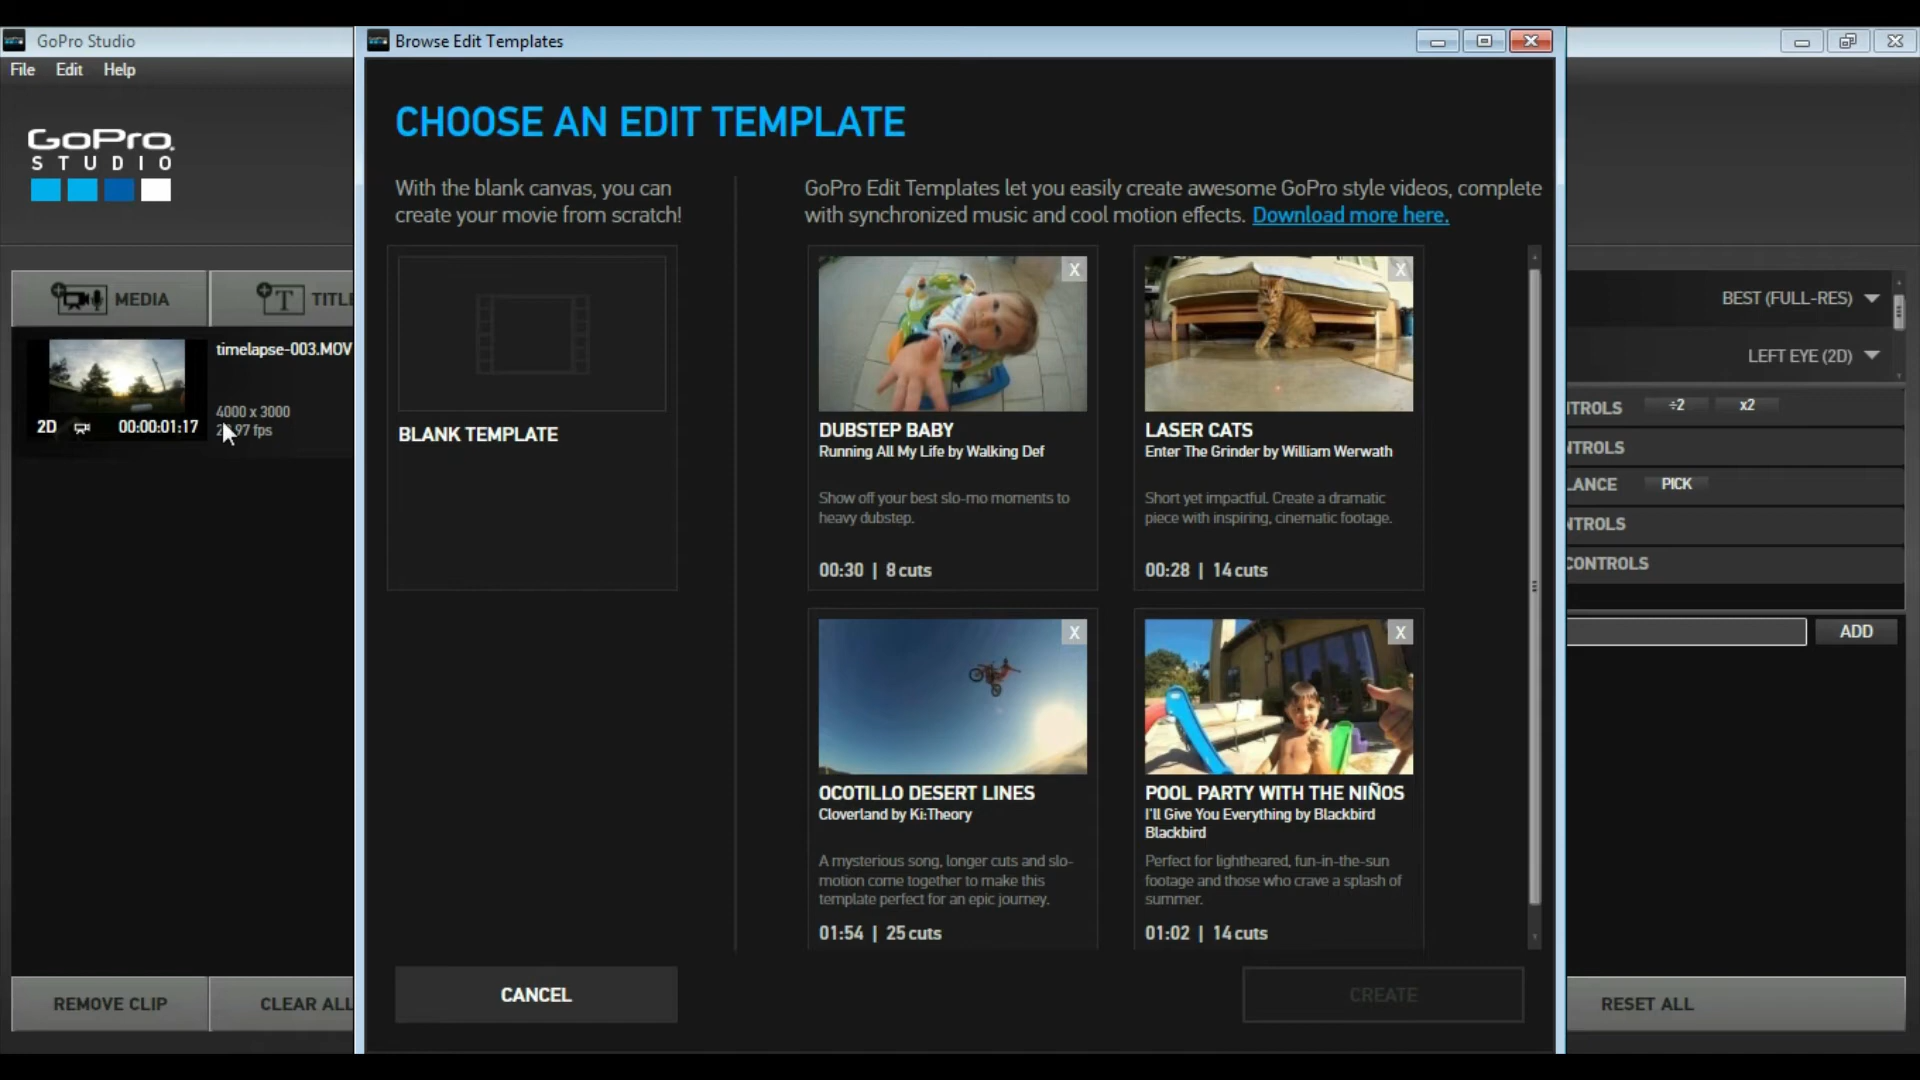 GoPro Studio
Browse Edit Templates
File Edit Help
GoPro
STUDIO
CHOOSE AN EDIT TEMPLATE
With the blank canvas, you can
create your movie from scratch!
GoPro Edit Templates let you easily create awesome GoPro style videos, complete
with synchronized music and cool motion effects. Download more here.
MEDIA
TITLE
timelapse-003.MOV
4000 x 3000
97 fps
2D 00:00:01:17
BLANK TEMPLATE
X
DUBSTEP BABY
Running All My Life by Walking Def
Show off your best slo-mo moments to
heavy dubstep.
00:30 | 8 cuts
X
LASER CATS
Enter The Grinder by William Werwath
Short yet impactful. Create a dramatic
piece with inspiring, cinematic footage.
00:28 | 14 cuts
X
OCOTILLO DESERT LINES
Cloverland by Ki:Theory
A mysterious song, longer cuts and slo-
motion come together to make this
template perfect for an epic journey.
01:54 | 25 cuts
X
POOL PARTY WITH THE NIÑOS
I'll Give You Everything by Blackbird
Blackbird
Perfect for lightheared, fun-in-the-sun
footage and those who crave a splash of
summer.
01:02 | 14 cuts
BEST (FULL-RES)
LEFT EYE (2D)
NTROLS ÷2 x2
NTROLS
LANCE PICK
NTROLS
CONTROLS
ADD
REMOVE CLIP
CLEAR ALL
CANCEL
CREATE
RESET ALL